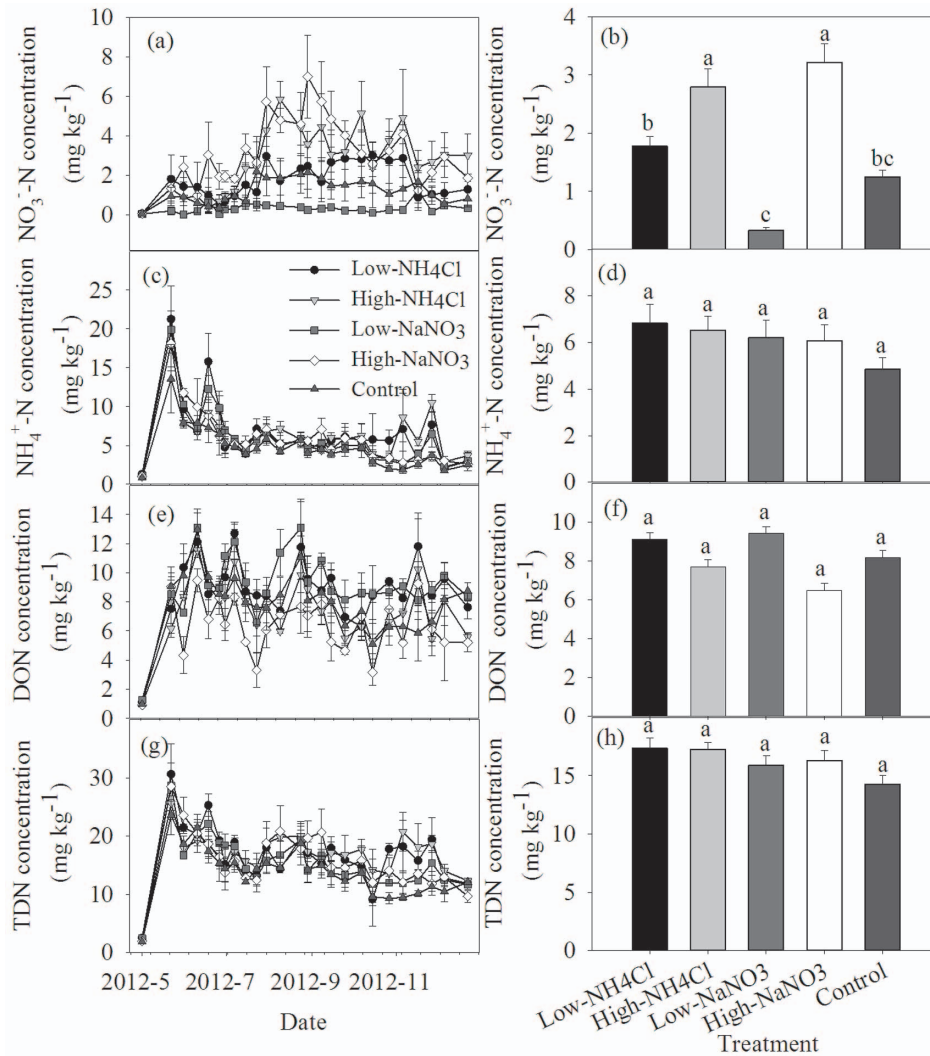 (a)
NO3⁻-N concentration
(mg kg⁻¹)
10
8
6
4
2
0
(b)
NO3⁻-N concentration
(mg kg⁻¹)
4
3
2
1
0
b
a
c
a
bc
(c)
NH4⁺-N concentration
(mg kg⁻¹)
25
20
15
10
5
0
Low-NH4Cl
High-NH4Cl
Low-NaNO3
High-NaNO3
Control
(d)
NH4⁺-N concentration
(mg kg⁻¹)
8
6
4
2
0
a
a
a
a
a
(e)
DON concentration
(mg kg⁻¹)
14
12
10
8
6
4
2
0
(f)
DON concentration
(mg kg⁻¹)
10
8
6
4
2
0
a
a
a
a
a
(g)
TDN concentration
(mg kg⁻¹)
30
20
10
0
2012-5
2012-7
2012-9
2012-11
Date
(h)
TDN concentration
(mg kg⁻¹)
15
10
5
0
a
a
a
a
a
Low-NH4Cl
High-NH4Cl
Low-NaNO3
High-NaNO3
Control
Treatment